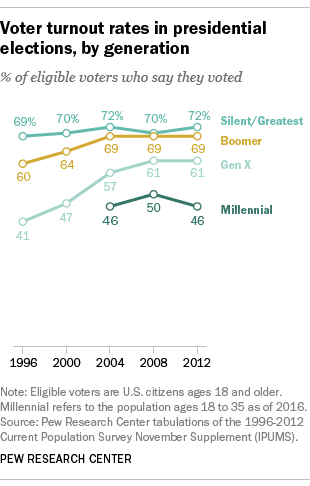 Voter turnout rates in presidential
elections, by generation
% of eligible voters who say they voted
69% 70% 72% 70% 72% Silent/Greatest
60 64 69 69 69 Boomer
41 47 57 61 61 Gen X
46 50 46 Millennial
1996 2000 2004 2008 2012
Note: Eligible voters are U.S. citizens ages 18 and older.
Millennial refers to the population ages 18 to 35 as of 2016.
Source: Pew Research Center tabulations of the 1996-2012
Current Population Survey November Supplement (IPUMS).
PEW RESEARCH CENTER